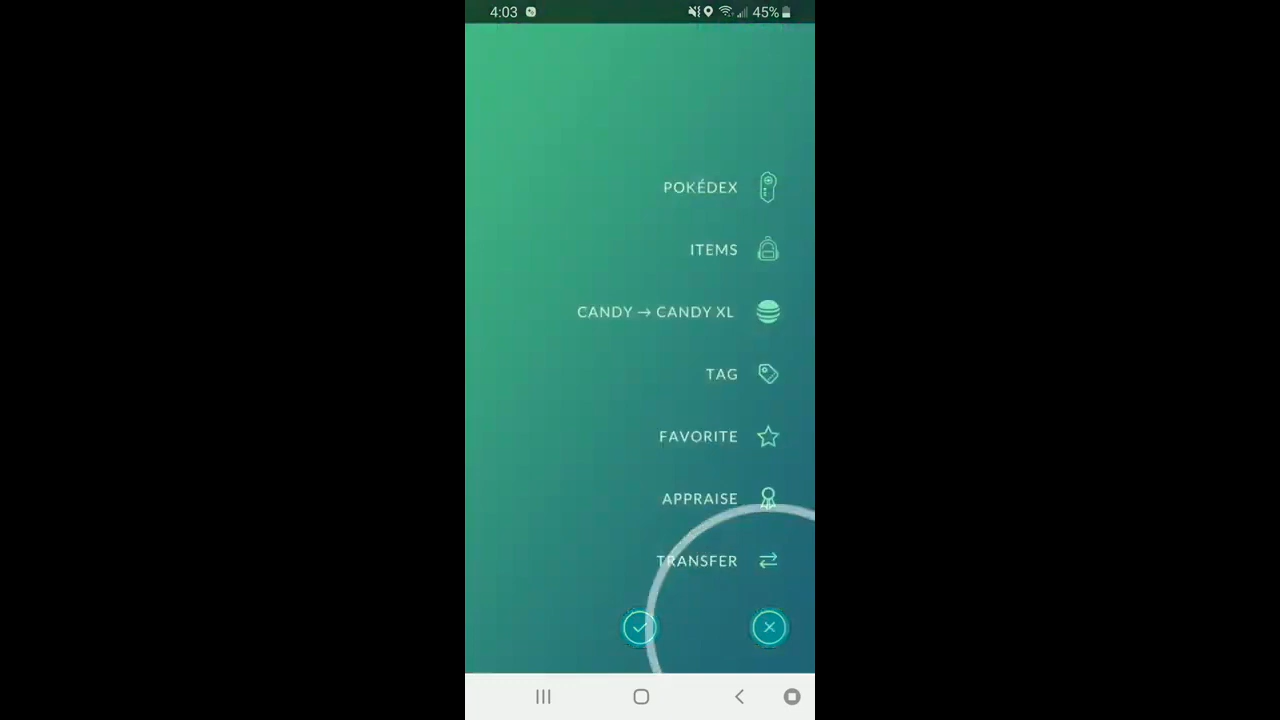 4:03
45%
POKÉDEX
ITEMS
CANDY → CANDY XL
TAG
FAVORITE
APPRAISE
TRANSFER